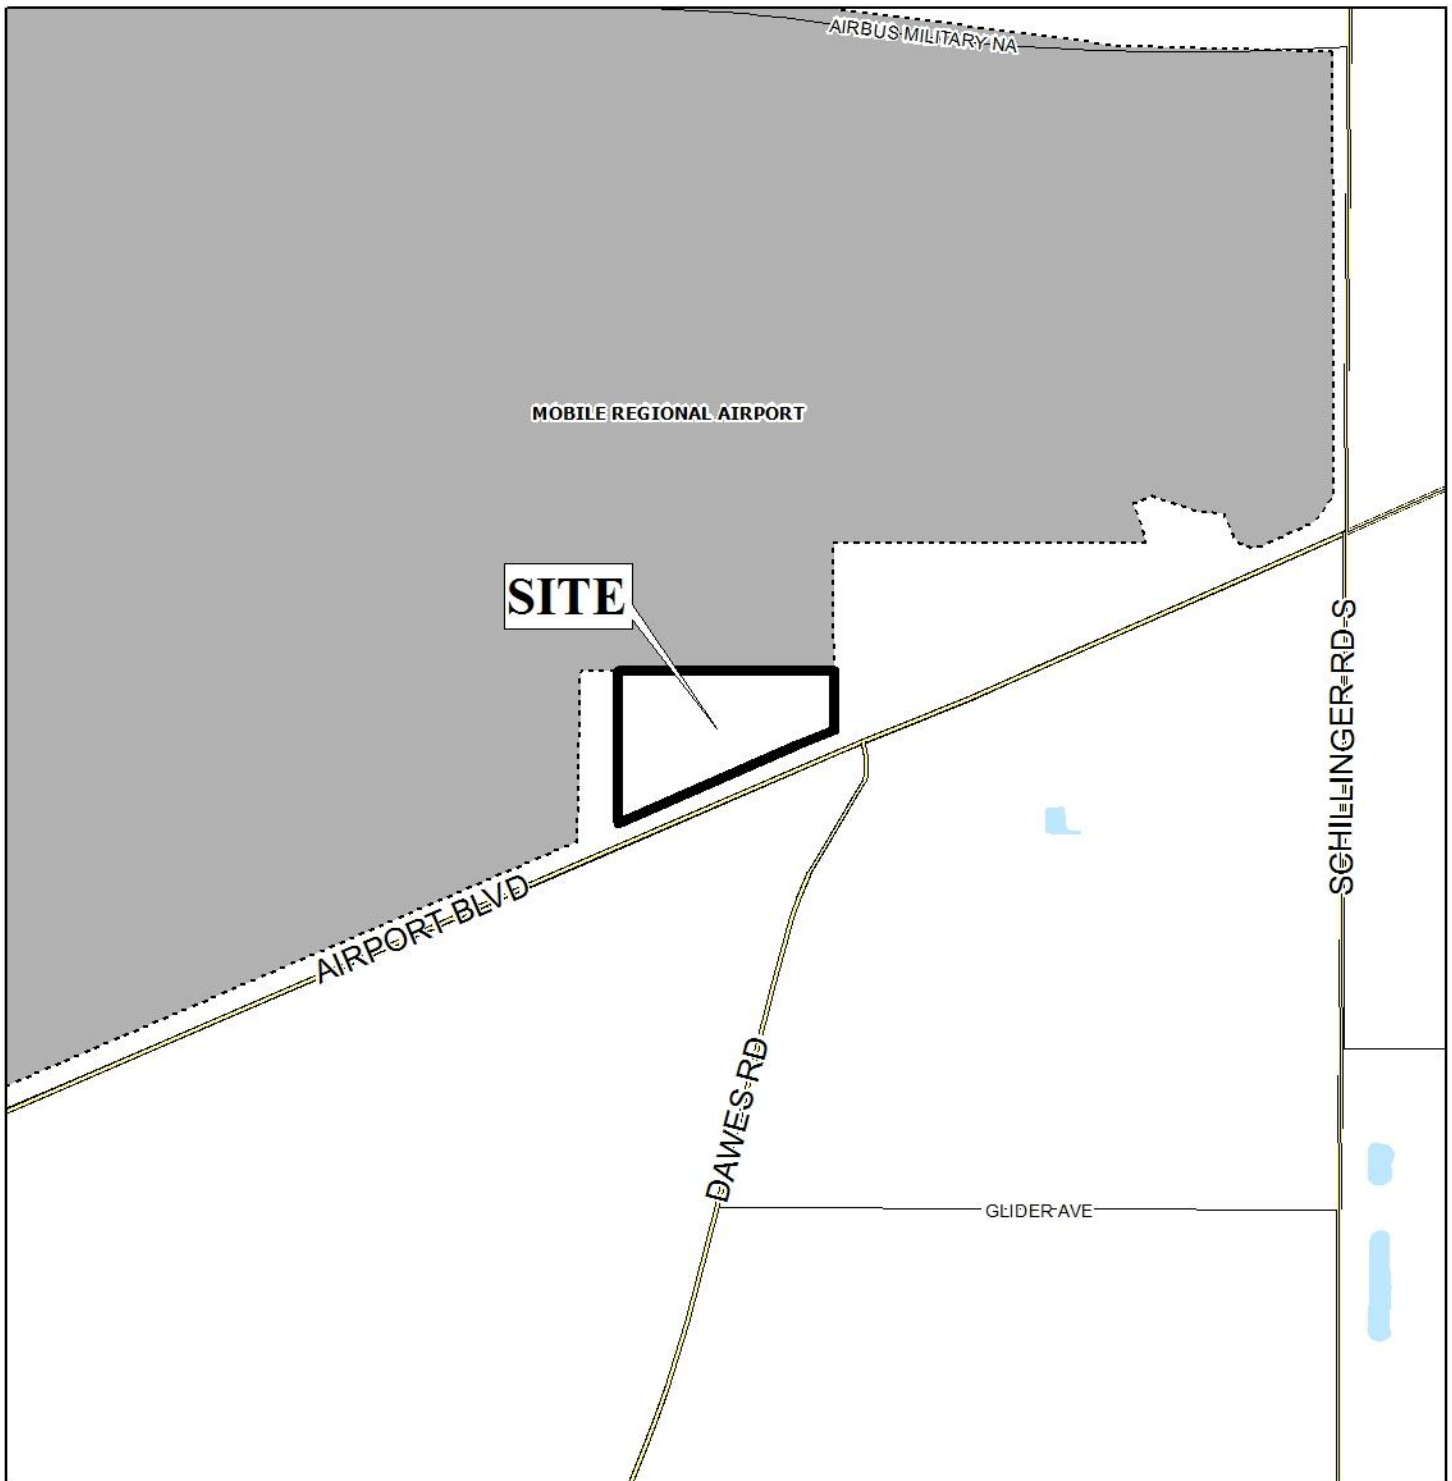 AIRBUS MILITARY NA
MOBILE REGIONAL AIRPORT
SITE
SCHILLINGER RD S
AIRPORT BLVD
DAWES RD
GLIDER AVE